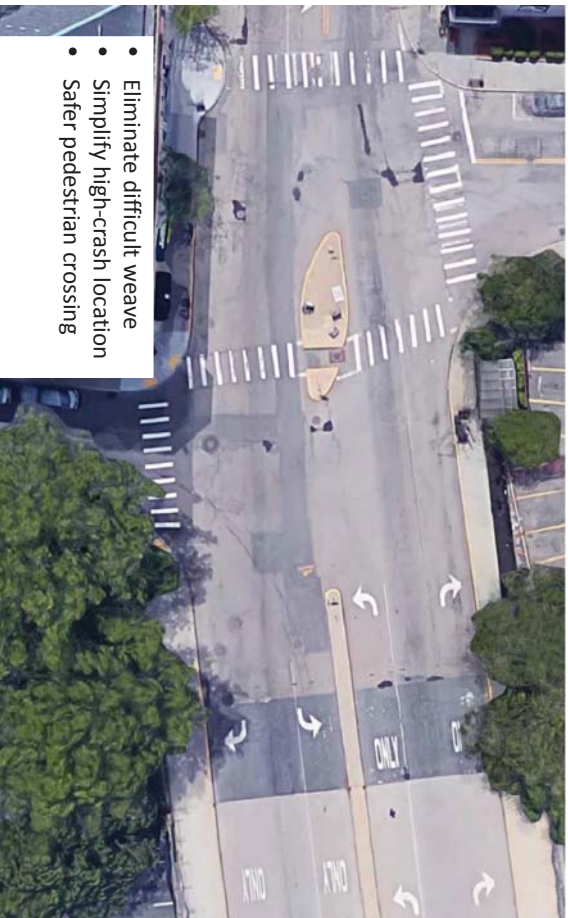 • Eliminate difficult weave
• Simplify high-crash location
• Safer pedestrian crossing
ONLY
ONLY
ONLY